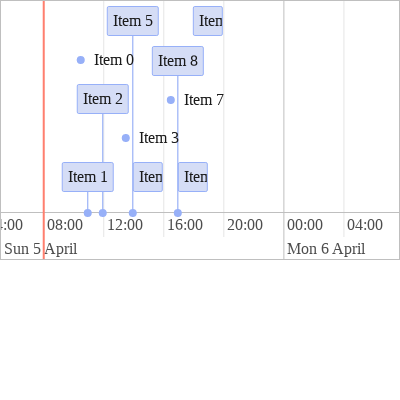 Item 5
Item 0
Item 8
Item 2
Item 7
Item 3
Item 1
08:00 12:00 16:00 20:00 00:00 04:00
Sun 5 April Mon 6 April